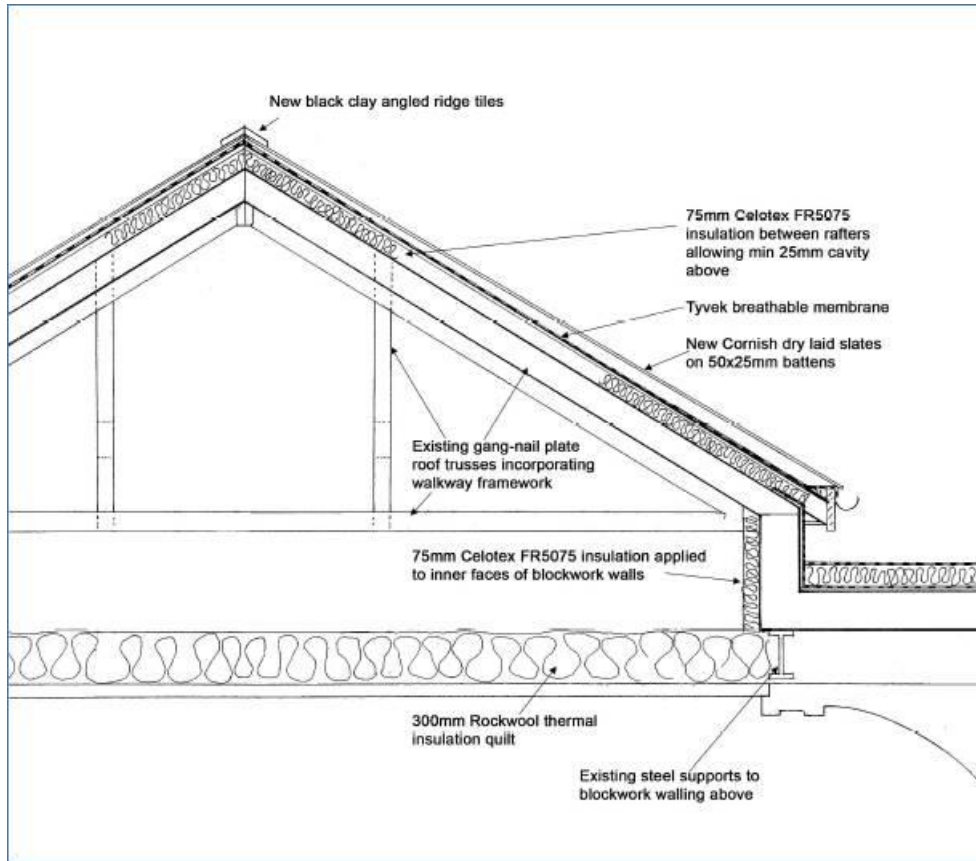 New black clay angled ridge tiles
75mm Celotex FR5075
insulation between rafters
allowing min 25mm cavity
above
Tyvek breathable membrane
New Cornish dry laid slates
on 50x25mm battens
Existing gang-nail plate
roof trusses incorporating
walkway framework
75mm Celotex FR5075 insulation applied
to inner faces of blockwork walls
300mm Rockwool thermal
insulation quilt
Existing steel supports to
blockwork walling above